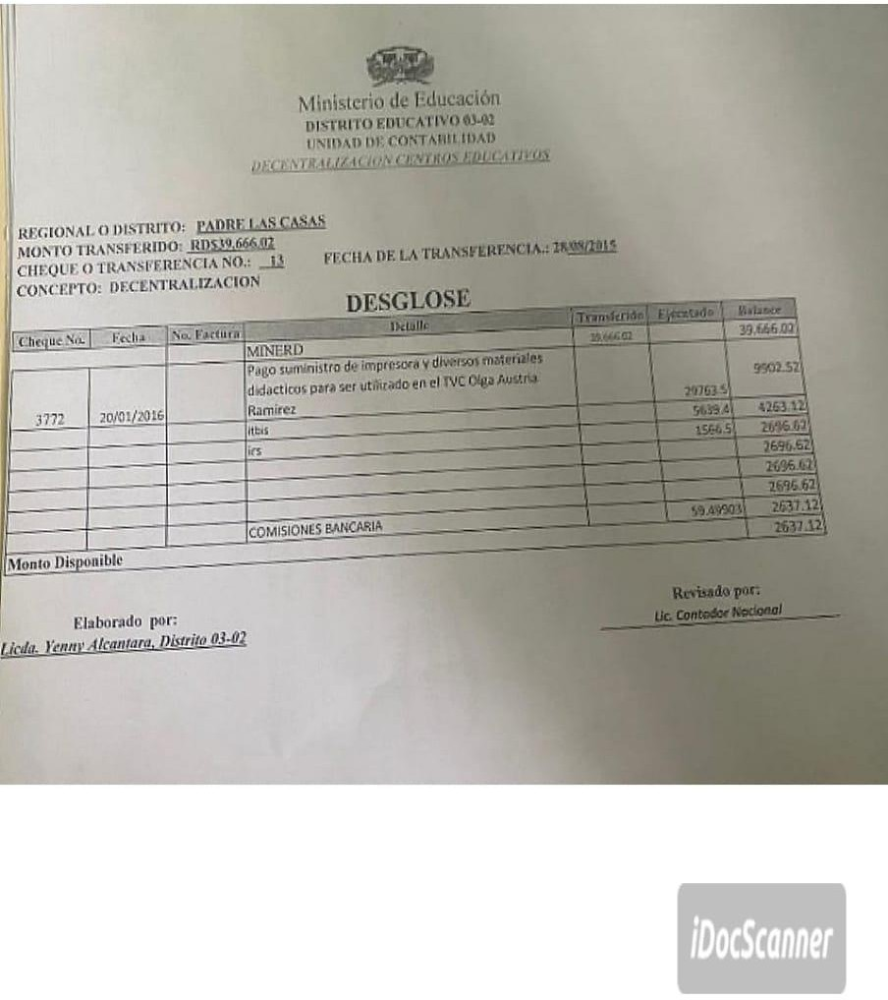 Ministerio de Educación
DISTRITO EDUCATIVO 03-02
UNIDAD DE CONTABILIDAD
DECENTRALIZACION CENTROS EDUCATIVOS
REGIONAL O DISTRITO: PADRE LAS CASAS
MONTO TRANSFERIDO: RD$39,666.02
CHEQUE O TRANSFERENCIA NO.: 13 FECHA DE LA TRANSFERENCIA.: 28/08/2015
CONCEPTO: DECENTRALIZACION
DESGLOSE
Cheque No. Fecha No. Factura Detalle Transferido Ejecutado Balance
MINERD 39,666.02 39,666.02
Pago suministro de impresora y diversos materiales
didacticos para ser utilizado en el TVC Olga Austria
3772 20/01/2016 Ramirez 29763.5 9902.52
itbis 5639.4 4263.12
irs 1566.5 2696.62
2696.62
2696.62
2696.62
COMISIONES BANCARIA 59.49903 2637.12
Monto Disponible 2637.12
Elaborado por:
Licda. Yenny Alcantara, Distrito 03-02
Revisado por:
Lic. Contador Nacional
iDocScanner